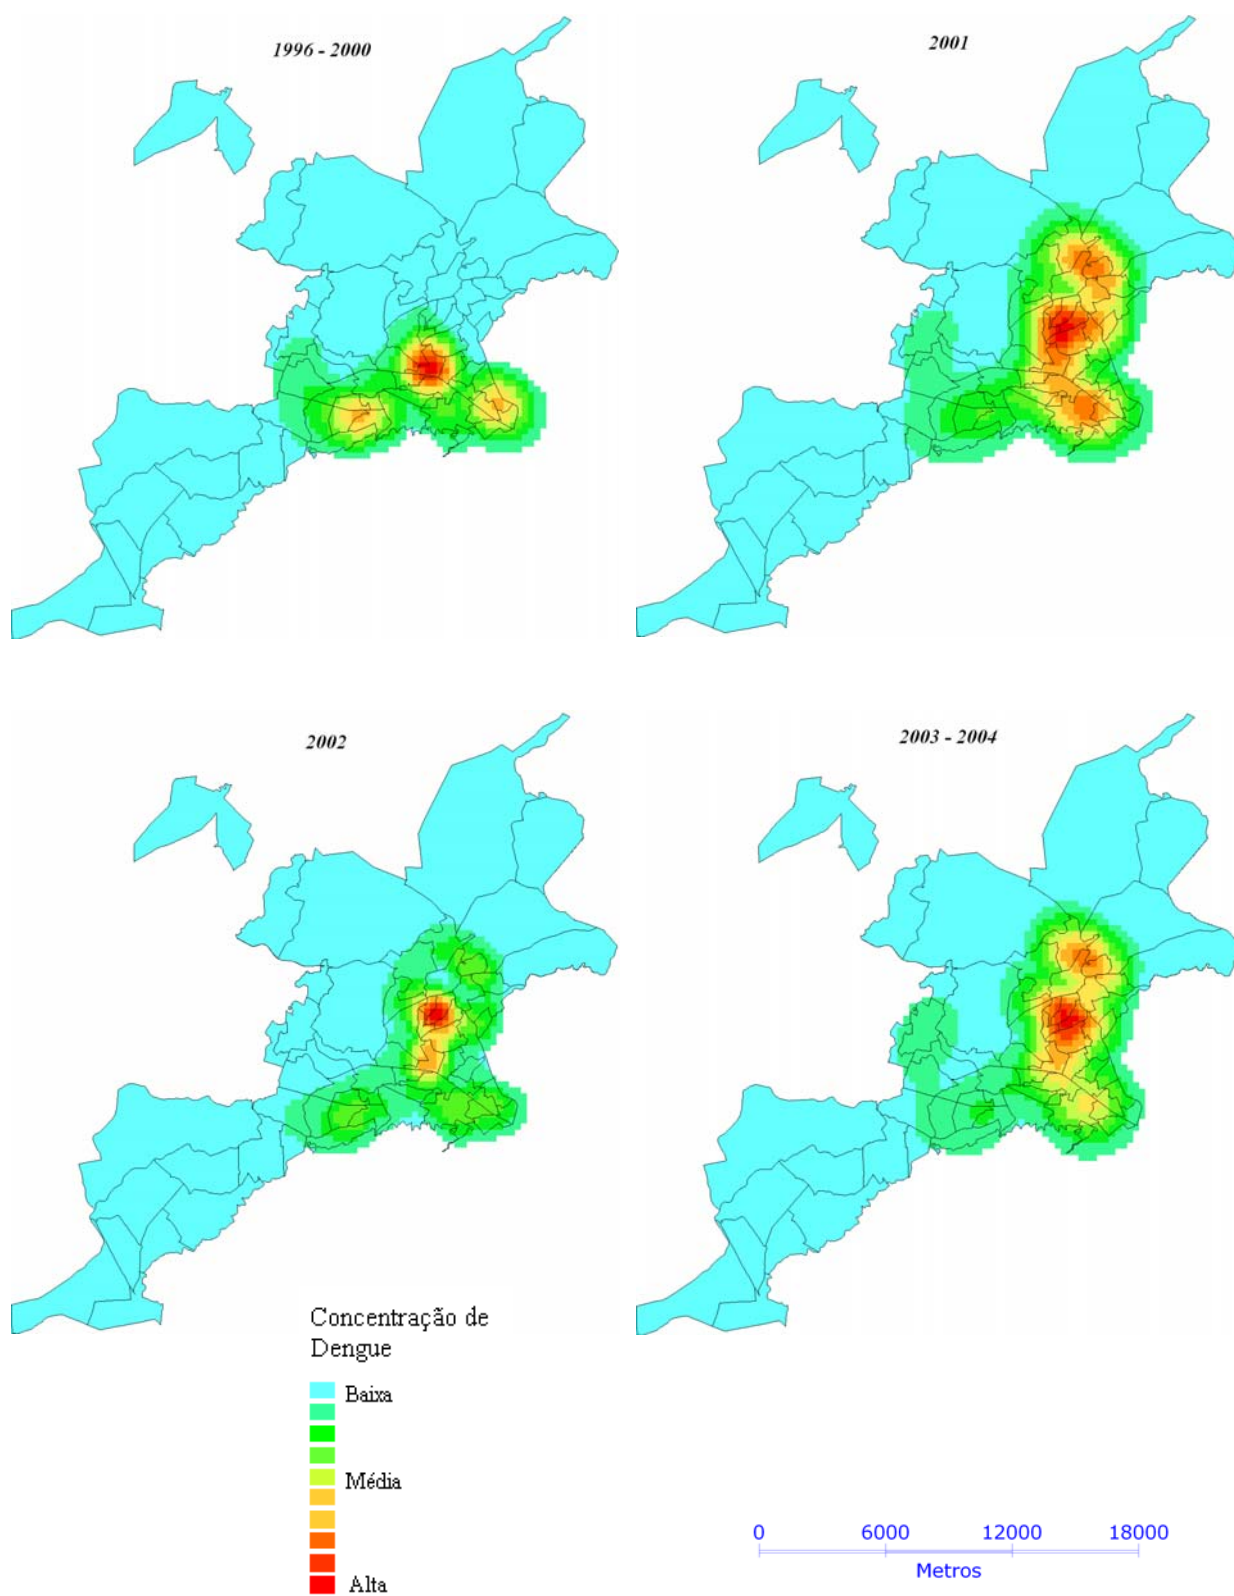 1996 - 2000
2001
2002
2003 - 2004
Concentração de
Dengue
Baixa
Média
Alta
0 6000 12000 18000
Metros